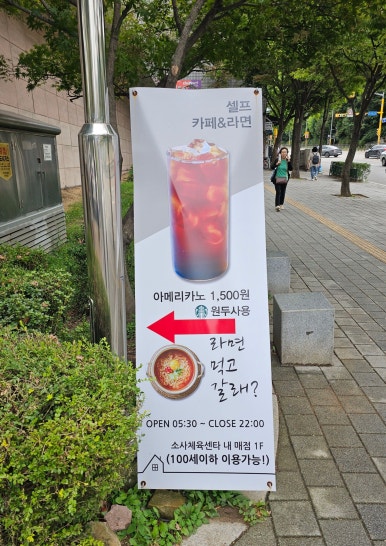 셀프
카페&라면
아메리카노 1,500원
원두사용
라면
먹고
갈래?
OPEN 05:30 ~ CLOSE 22:00
소사체육센타 내 매점 1F
(100세이하 이용가능!)